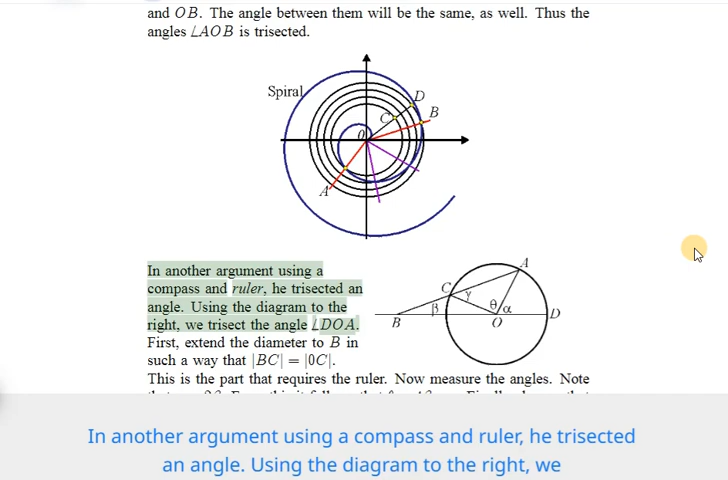 and OB. The angle between them will be the same, as well. Thus the
angles ∠AOB is trisected.
Spiral
D
B
C
0
A
In another argument using a
compass and ruler, he trisected an
angle. Using the diagram to the
right, we trisect the angle ∠DOA.
First, extend the diameter to B in
such a way that |BC| = |0C|.
A
C
γ
θ
α
β
B
O
D
This is the part that requires the ruler. Now measure the angles. Note
In another argument using a compass and ruler, he trisected
an angle. Using the diagram to the right, we